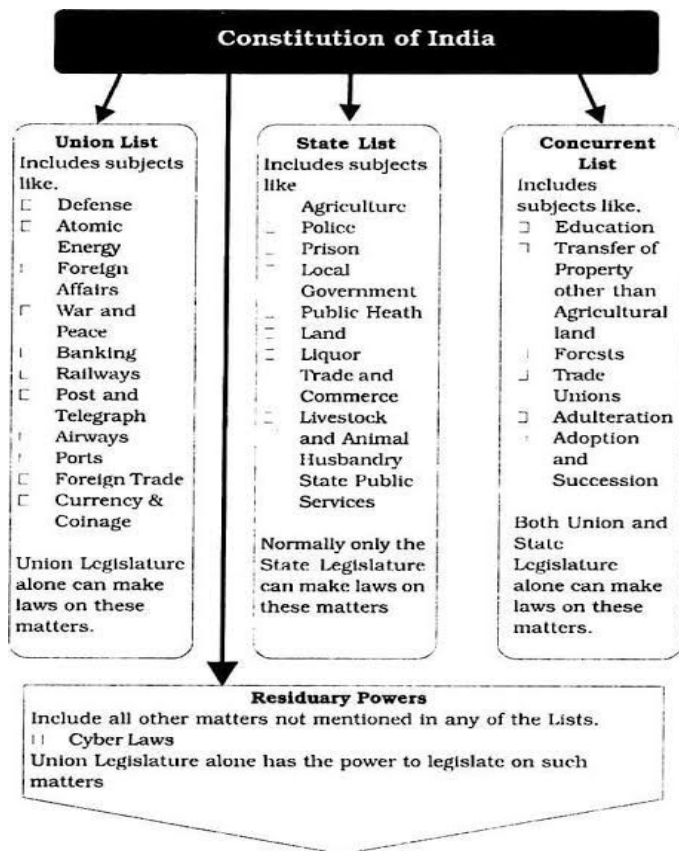 Constitution of India
Union List
Includes subjects
like.
Defense
Atomic
Energy
Foreign
Affairs
War and
Peace
Banking
Railways
Post and
Telegraph
Airways
Ports
Foreign Trade
Currency &
Coinage
Union Legislature
alone can make
laws on these
matters.
State List
Includes subjects
like
Agriculture
Police
Prison
Local
Government
Public Heath
Land
Liquor
Trade and
Commerce
Livestock
and Animal
Husbandry
State Public
Services
Normally only the
State Legislature
can make laws on
these matters
Concurrent
List
Includes
subjects like.
Education
Transfer of
Property
other than
Agricultural
land
Forests
Trade
Unions
Adulteration
Adoption
and
Succession
Both Union and
State
Legislature
alone can make
laws on these
matters.
Residuary Powers
Include all other matters not mentioned in any of the Lists.
Cyber Laws
Union Legislature alone has the power to legislate on such
matters